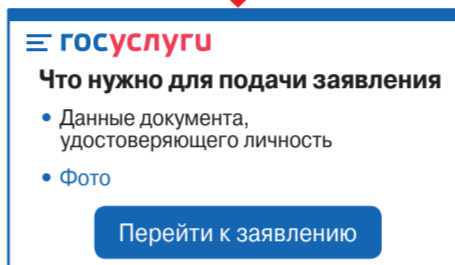 госуслуги
Что нужно для подачи заявления
• Данные документа,
удостоверяющего личность
• Фото
Перейти к заявлению